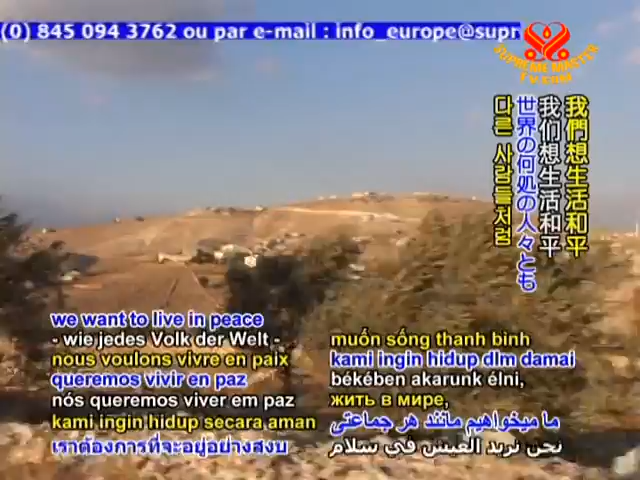 (0) 845 094 3762 ou par e-mail : info_europe@supr
SUPREME MASTER
TV.COM
我們想生活和平
我们想生活和平
世界の何処の人々とも
다른 사람들처럼
we want to live in peace
- wie jedes Volk der Welt -
nous voulons vivre en paix
queremos vivir en paz
nós queremos viver em paz
kami ingin hidup secara aman
เราต้องการที่จะอยู่อย่างสงบ
muốn sống thanh bình
kami ingin hidup dlm damai
békében akarunk élni,
жить в мире,
ما میخواهیم مانند هر جماعتی
نحن نريد العيش في سلام